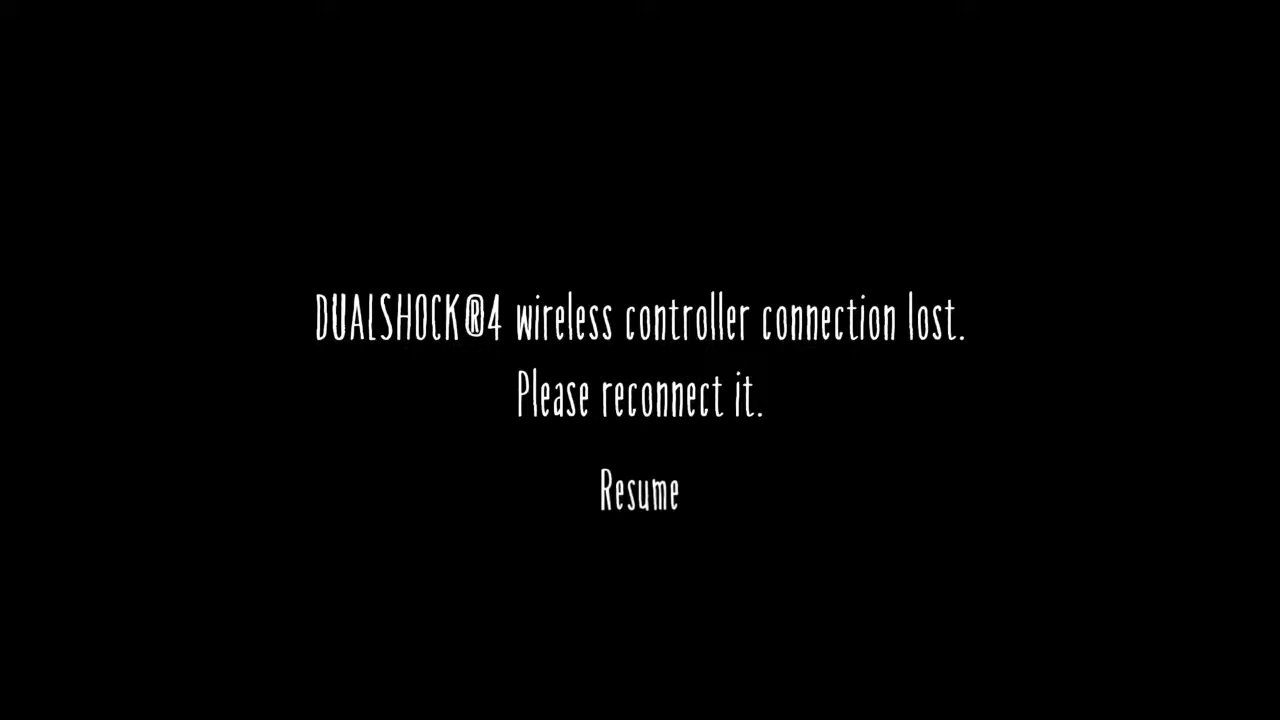 DUALSHOCK®4 wireless controller connection lost.
Please reconnect it.
Resume